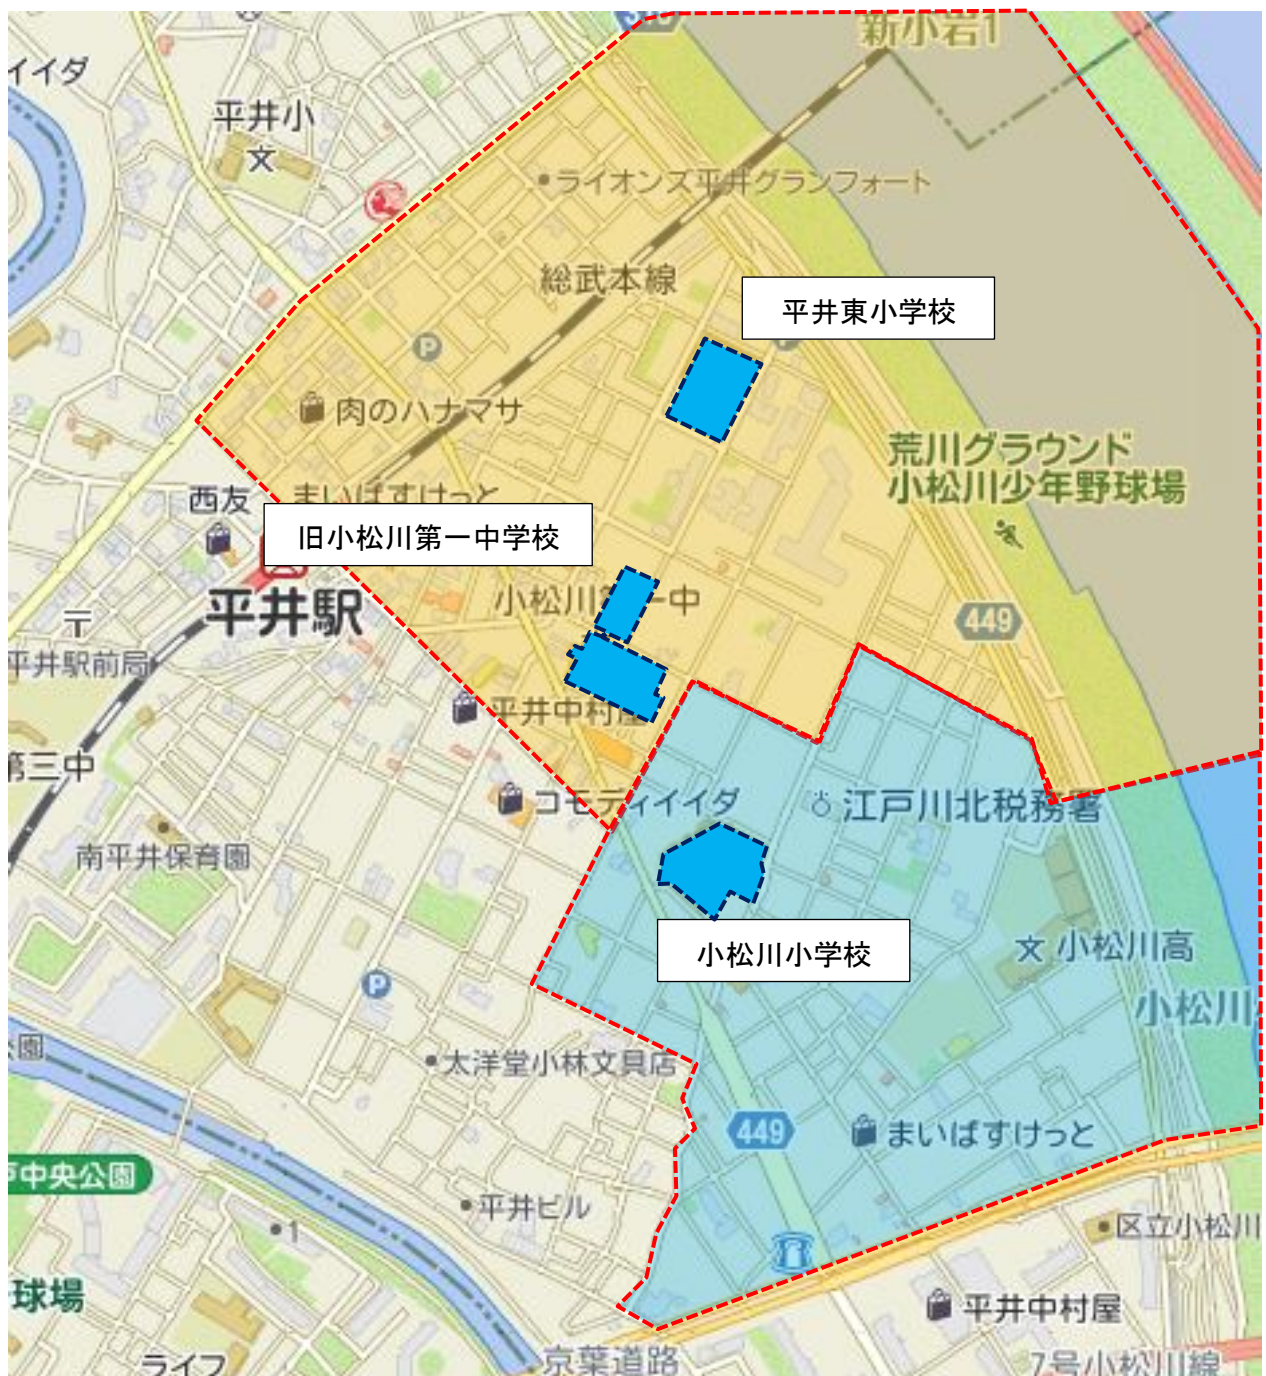 新小岩1
イイダ
平井小
文
ライオンズ平井グランフォート
総武本線
平井東小学校
P
肉のハナマサ
荒川グラウンド
小松川少年野球場
西友
まいばすけっと
旧小松川第一中学校
小松川第一中
449
平井駅
〒
平井駅前局
平井中村屋
第三中
コモディイイダ
江戸川北税務署
南平井保育園
小松川小学校
文 小松川高
P
小松川
園
太洋堂小林文具店
449
まいばすけっと
中央公園
平井ビル
1
区立小松川
球場
平井中村屋
ライフ
京葉道路
7号小松川線